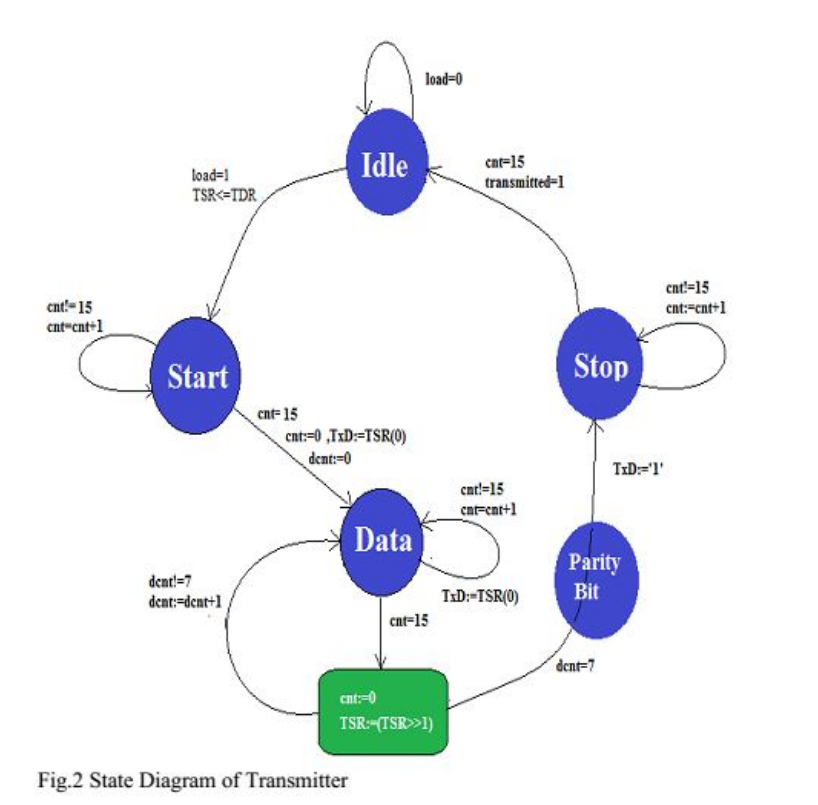 load=0
Idle
cnt=15
transmitted=1
load=1
TSR<=TDR
cnt!=15
cnt=cnt+1
Start
cnt!=15
cnt:=cnt+1
Stop
cnt=15
cnt:=0 ,TxD:=TSR(0)
dcnt:=0
TxD:='1'
cnt!=15
cnt=cnt+1
Data
TxD:=TSR(0)
Parity
Bit
dcnt!=7
dcnt:=dcnt+1
cnt=15
dcnt=7
cnt:=0
TSR:=(TSR>>1)
Fig.2 State Diagram of Transmitter